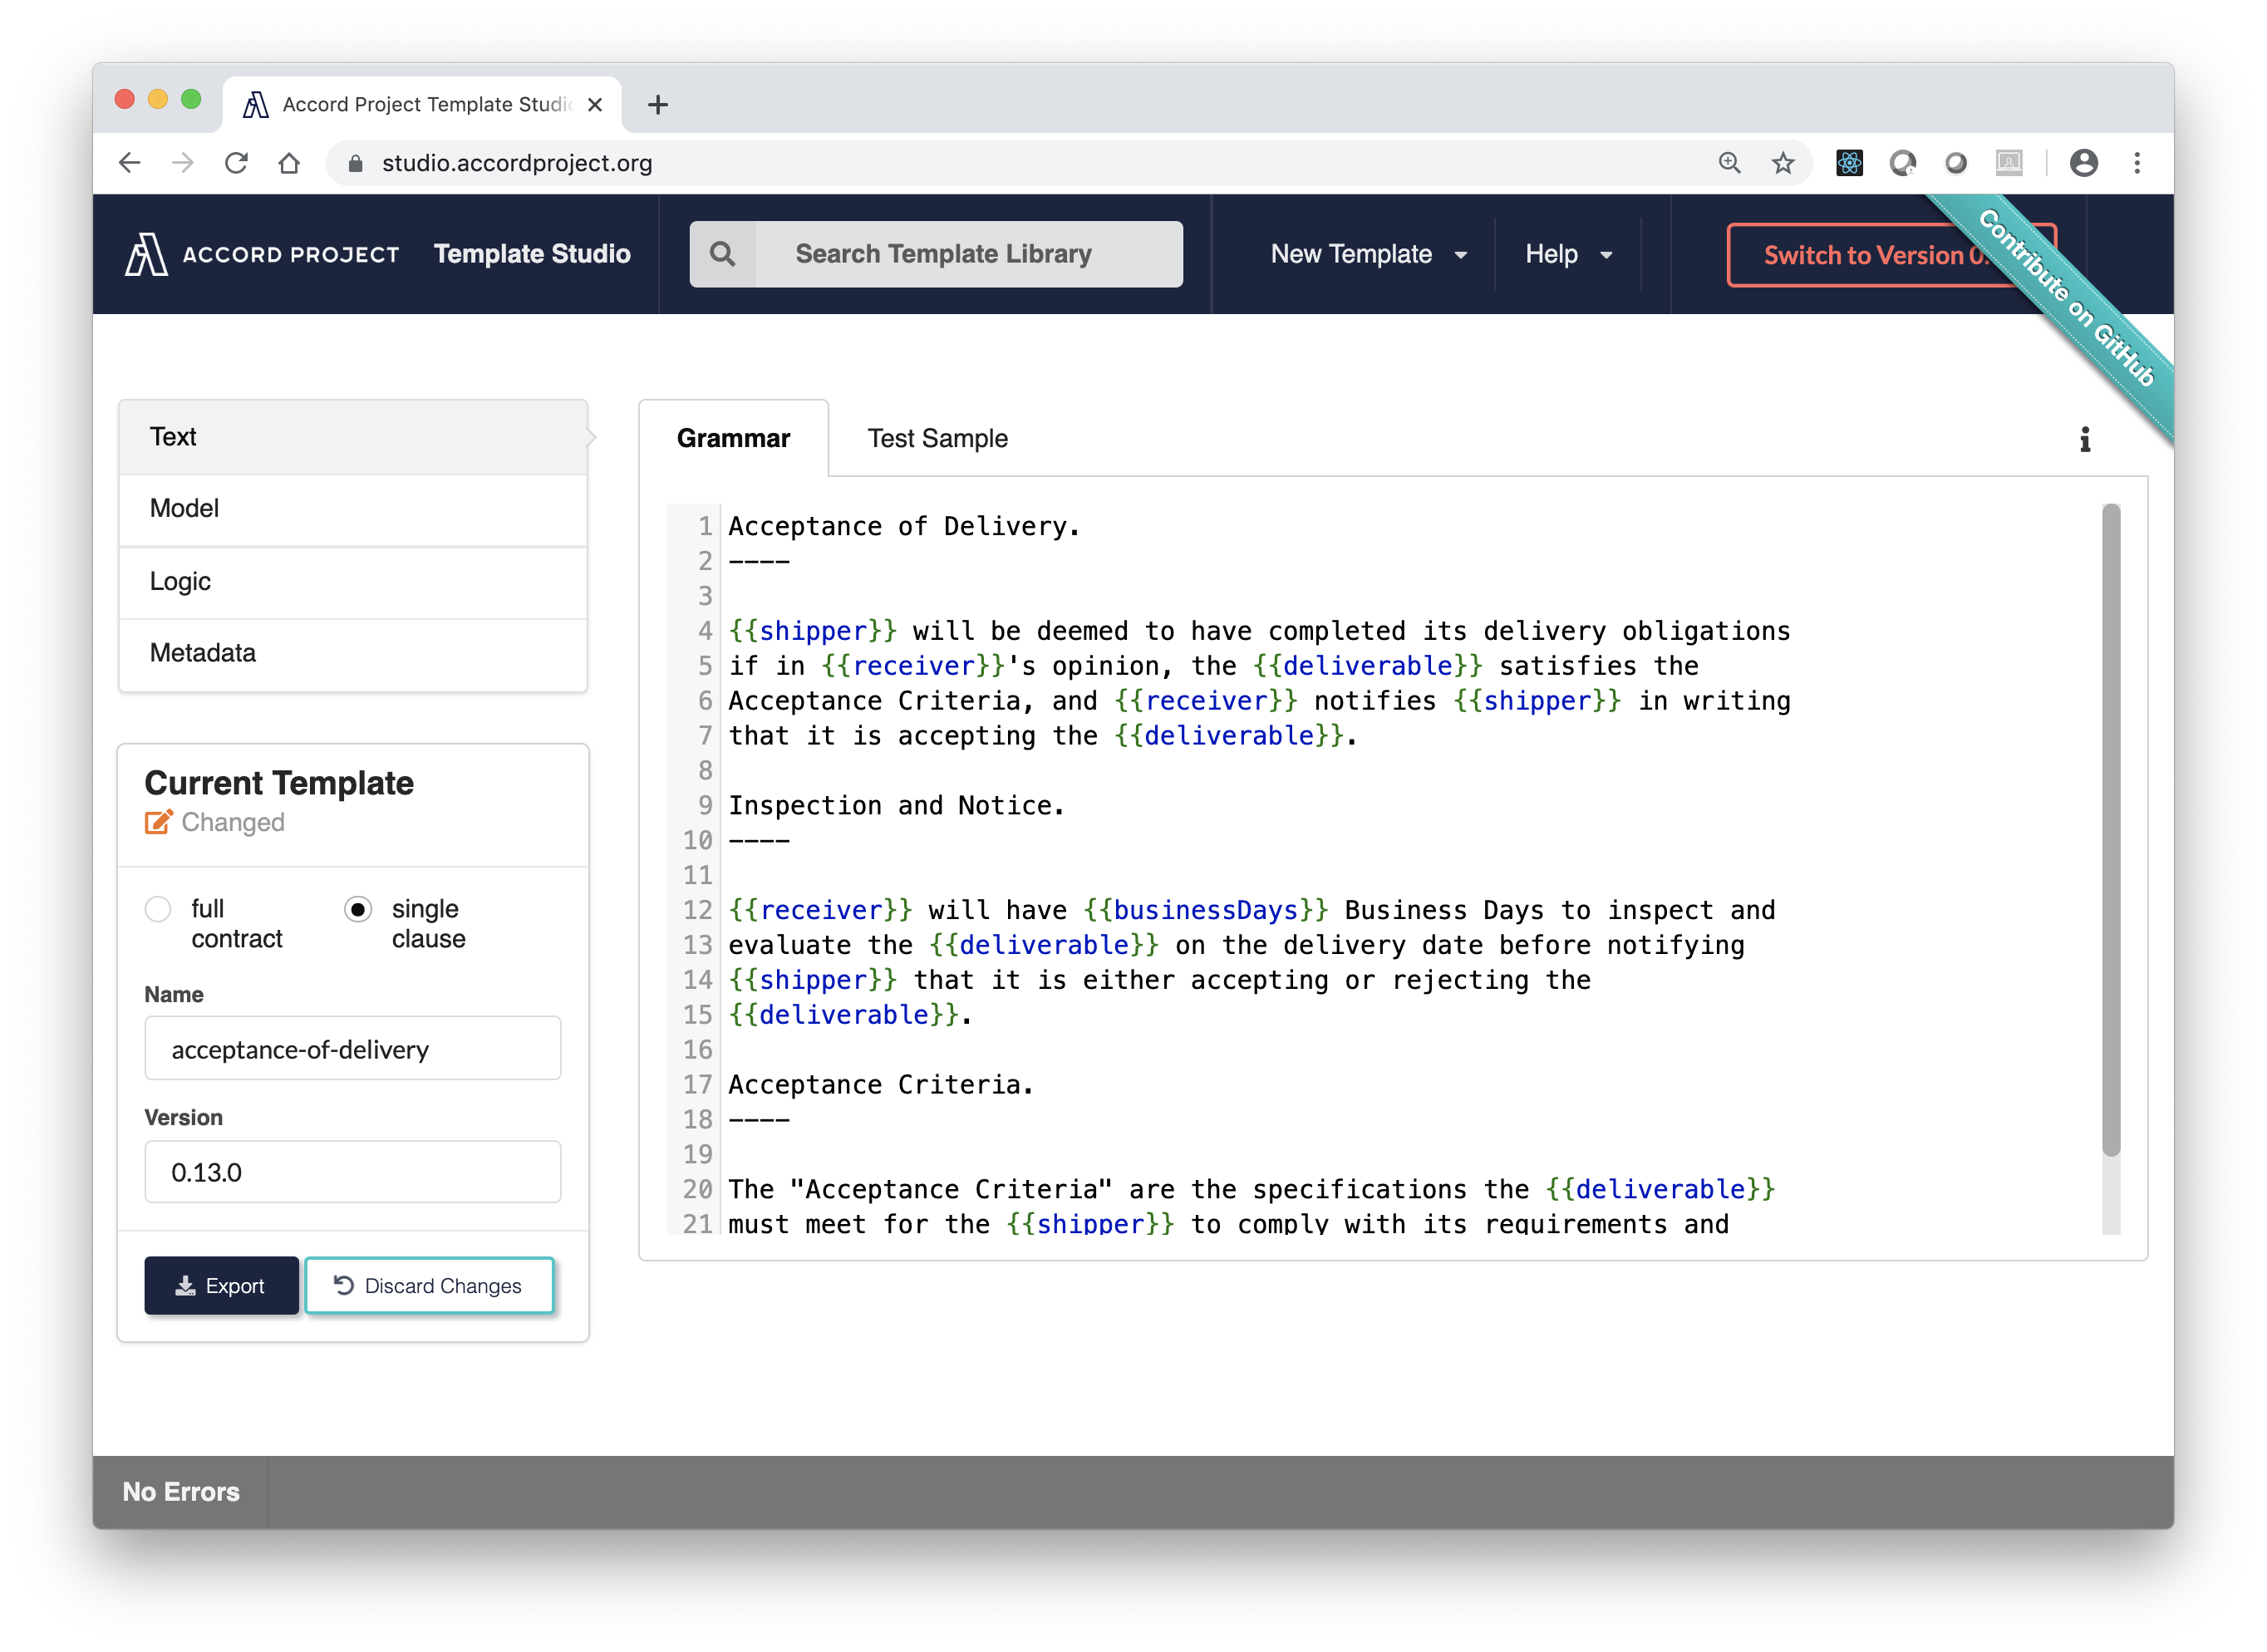 Accord Project Template Studio
studio.accordproject.org
ACCORD PROJECT Template Studio
Search Template Library
New Template
Help
Switch to Version 0.
Contribute on GitHub
Text
Model
Logic
Metadata
Current Template
Changed
full contract
single clause
Name
acceptance-of-delivery
Version
0.13.0
Export
Discard Changes
Grammar
Test Sample
1 Acceptance of Delivery.
2 ----
3
4 {{shipper}} will be deemed to have completed its delivery obligations
5 if in {{receiver}}'s opinion, the {{deliverable}} satisfies the
6 Acceptance Criteria, and {{receiver}} notifies {{shipper}} in writing
7 that it is accepting the {{deliverable}}.
8
9 Inspection and Notice.
10 ----
11
12 {{receiver}} will have {{businessDays}} Business Days to inspect and
13 evaluate the {{deliverable}} on the delivery date before notifying
14 {{shipper}} that it is either accepting or rejecting the
15 {{deliverable}}.
16
17 Acceptance Criteria.
18 ----
19
20 The "Acceptance Criteria" are the specifications the {{deliverable}}
21 must meet for the {{shipper}} to comply with its requirements and
No Errors